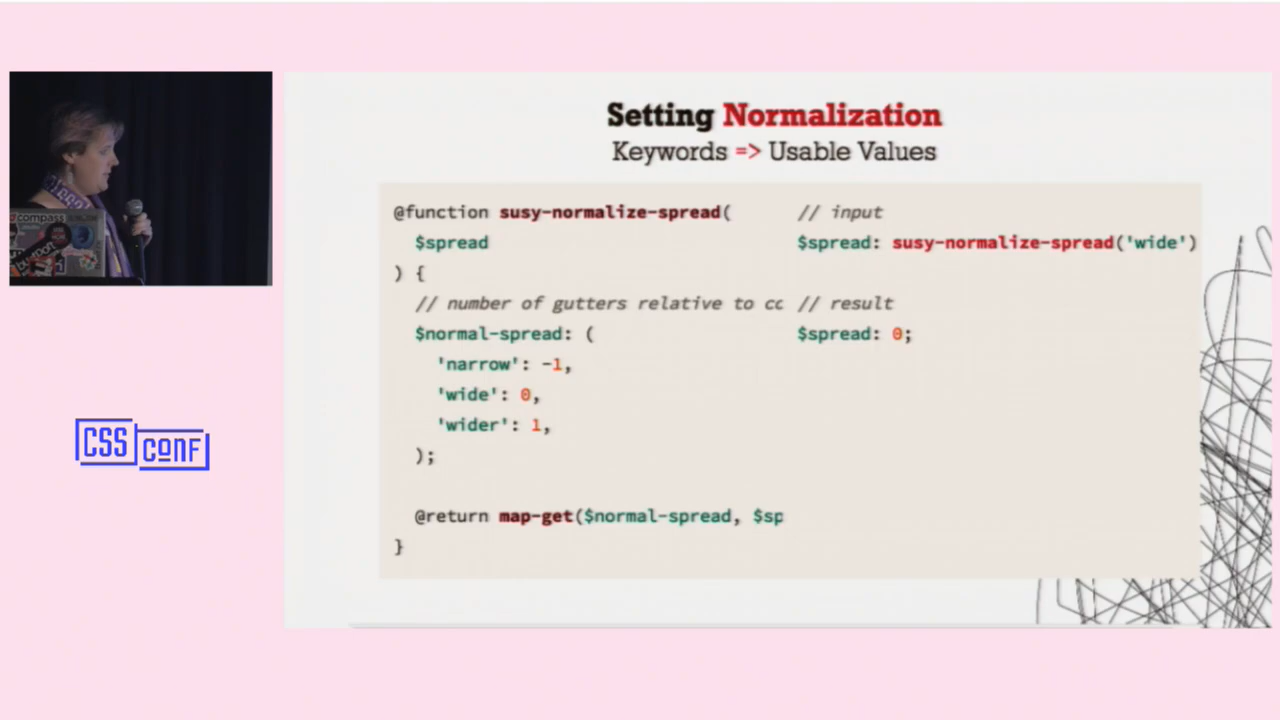 Setting Normalization
Keywords => Usable Values
@function susy-normalize-spread(
$spread
) {
// number of gutters relative to cc
$normal-spread: (
'narrow': -1,
'wide': 0,
'wider': 1,
);
@return map-get($normal-spread, $sp
}
// input
$spread: susy-normalize-spread('wide')
// result
$spread: 0;
compass
burton
CSS
CONF